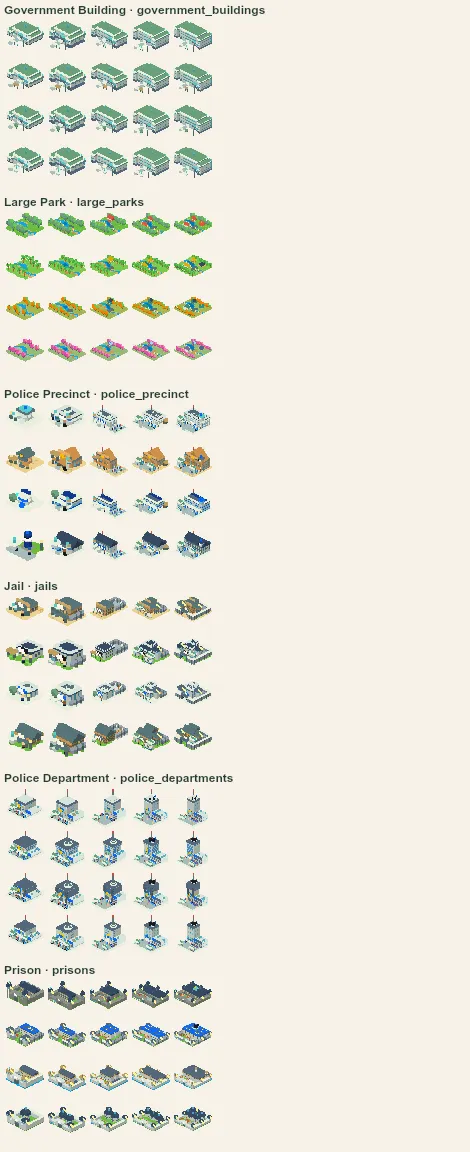 Government Building · government_buildings
Large Park · large_parks
Police Precinct · police_precinct
Jail · jails
Police Department · police_departments
Prison · prisons